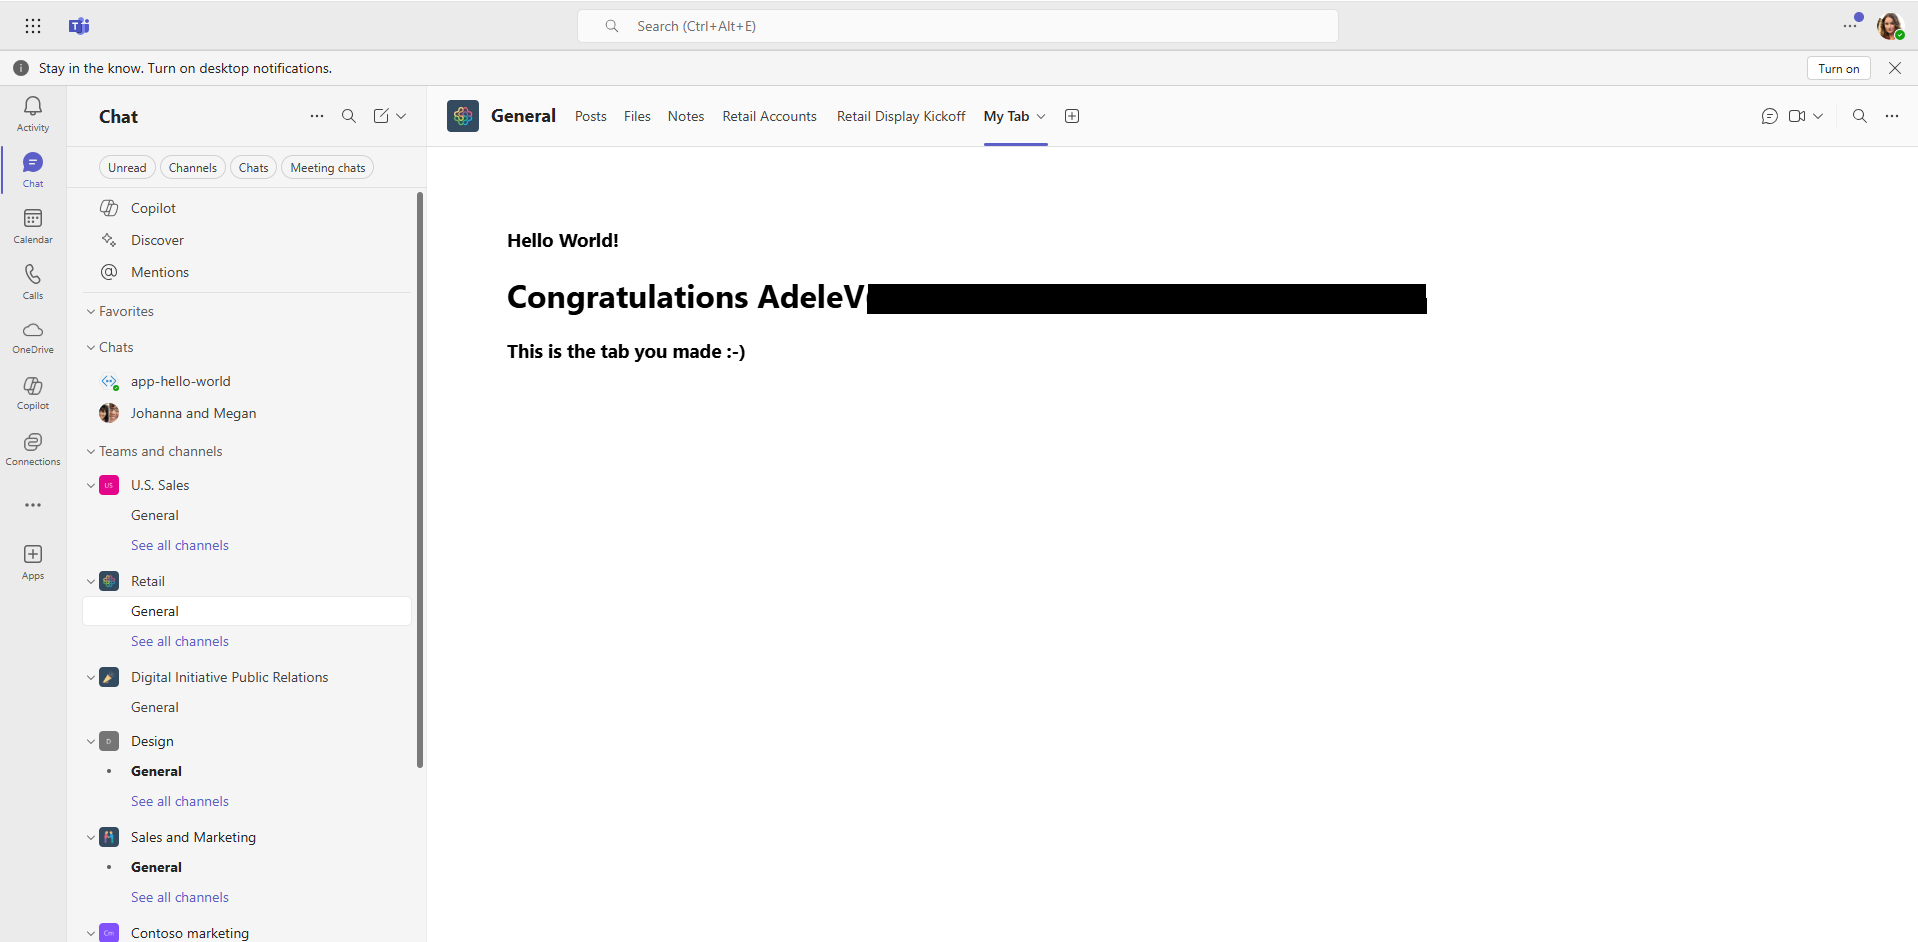 Search (Ctrl+Alt+E)
Stay in the know. Turn on desktop notifications.
Turn on
Activity
Chat
Calendar
Calls
OneDrive
Copilot
Connections
Apps
Chat
Unread
Channels
Chats
Meeting chats
Copilot
Discover
@ Mentions
Favorites
Chats
app-hello-world
Johanna and Megan
Teams and channels
US U.S. Sales
General
See all channels
Retail
General
See all channels
Digital Initiative Public Relations
General
D Design
• General
See all channels
Sales and Marketing
• General
See all channels
Cm Contoso marketing
General
Posts
Files
Notes
Retail Accounts
Retail Display Kickoff
My Tab
Hello World!
Congratulations AdeleV
This is the tab you made :-)